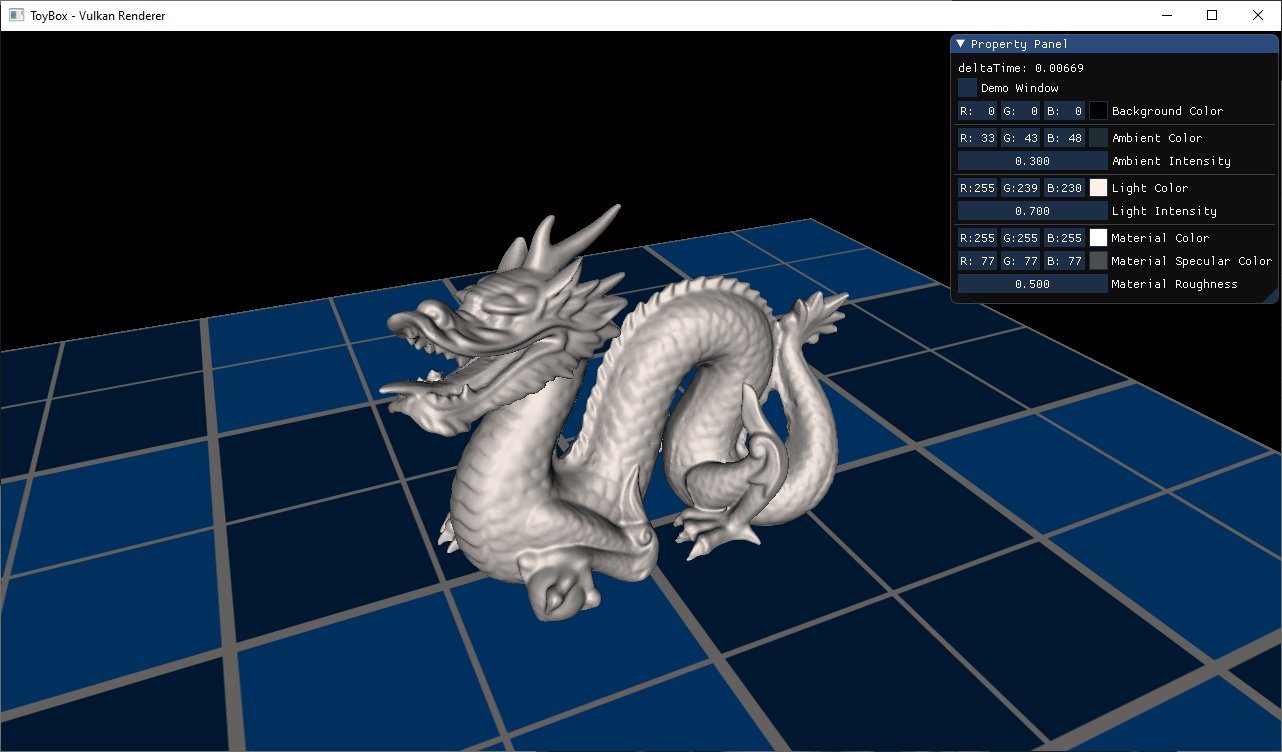 ToyBox - Vulkan Renderer
Property Panel
deltaTime: 0.00669
Demo Window
R: 0 G: 0 B: 0 Background Color
R: 33 G: 43 B: 48 Ambient Color
0.300 Ambient Intensity
R:255 G:239 B:230 Light Color
0.700 Light Intensity
R:255 G:255 B:255 Material Color
R: 77 G: 77 B: 77 Material Specular Color
0.500 Material Roughness